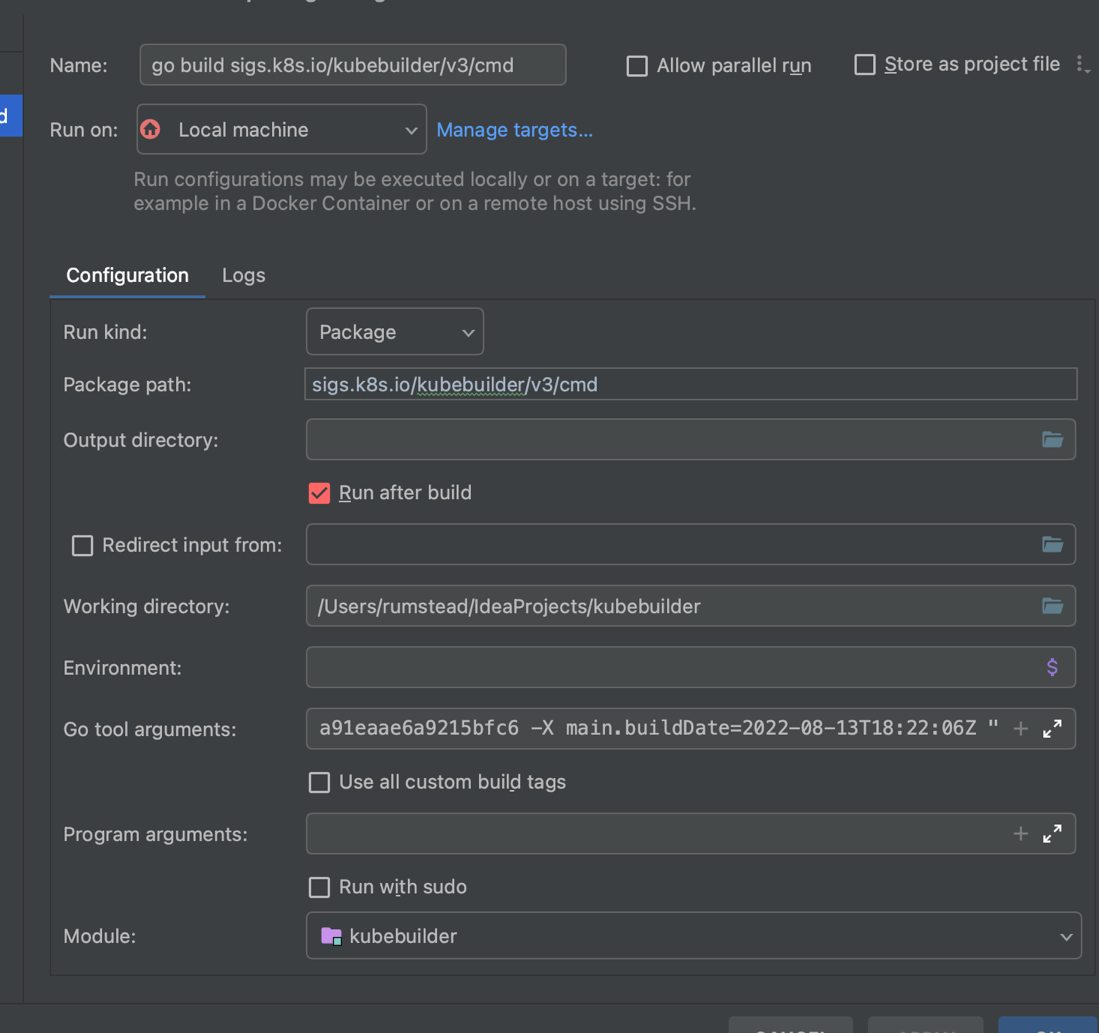 Name:
go build sigs.k8s.io/kubebuilder/v3/cmd
Allow parallel run
Store as project file
Run on:
Local machine
Manage targets...
Run configurations may be executed locally or on a target: for
example in a Docker Container or on a remote host using SSH.
Configuration
Logs
Run kind:
Package
Package path:
sigs.k8s.io/kubebuilder/v3/cmd
Output directory:
Run after build
Redirect input from:
Working directory:
/Users/rumstead/IdeaProjects/kubebuilder
Environment:
$
Go tool arguments:
a91eaae6a9215bfc6 -X main.buildDate=2022-08-13T18:22:06Z "
Use all custom build tags
Program arguments:
Run with sudo
Module:
kubebuilder